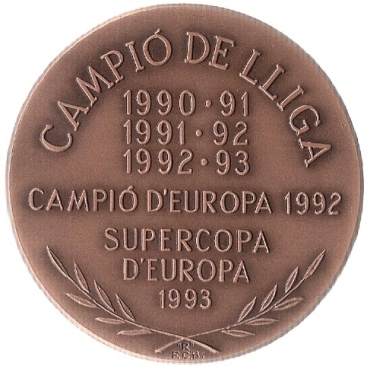 CAMPIÓ DE LLIGA
1990·91
1991·92
1992·93
CAMPIÓ D'EUROPA 1992
SUPERCOPA
D'EUROPA
1993
R
F.C.B.